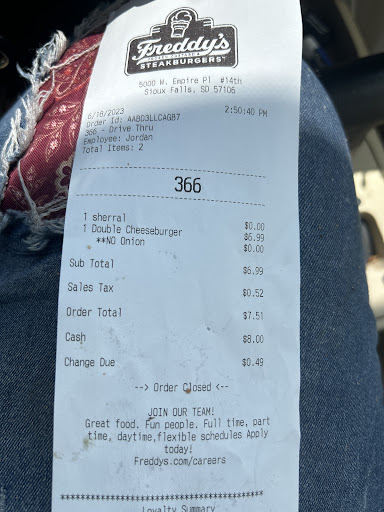 Freddy's
FROZEN CUSTARD &
STEAKBURGERS
5000 W. Empire Pl #14th
Sioux Falls, SD 57106
6/16/2023 2:50:40 PM
Order Id: AAB03LLCAGB7
366 - Drive Thru
Employee: Jordan
Total Items: 2
366
1 sherral $0.00
1 Double Cheeseburger $6.99
**NO Onion $0.00
Sub Total $6.99
Sales Tax $0.52
Order Total $7.51
Cash $8.00
Change Due $0.49
--> Order Closed <--
JOIN OUR TEAM!
Great food. Fun people. Full time, part
time, daytime,flexible schedules Apply
today!
Freddys.com/careers
****************************************
Loyalty Summary